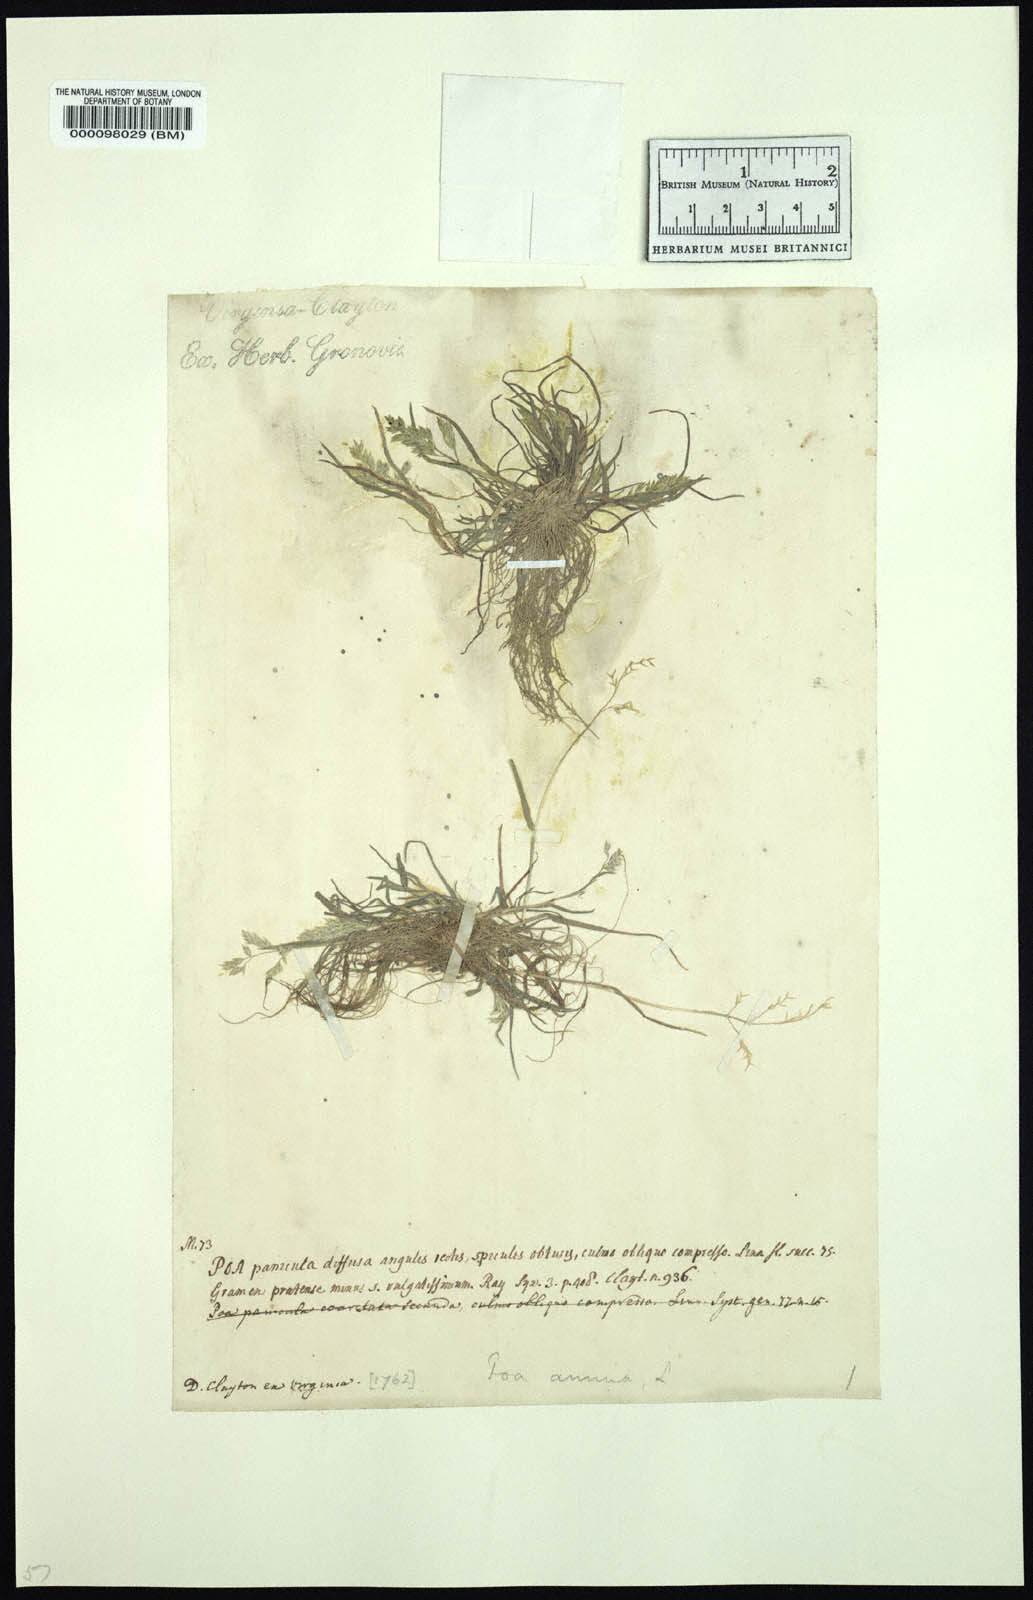 THE NATURAL HISTORY MUSEUM, LONDON
DEPARTMENT OF BOTANY
000098029 (BM)
1 2
BRITISH MUSEUM (NATURAL HISTORY)
1 2 3 4 5
HERBARIUM MUSEI BRITANNICI
Virginia-Clayton
Ex. Herb. Gronovii
M.73
POA panicula diffusa angulis rectis, spiculis obtusis, culmo obliquo compresso. Linn. fl. suec. 75.
Gramen pratense minus s. vulgatissimum. Ray Syn. 3. p. 408. Clayt. n. 936.
Poa panicula coarctata secunda, culmo obliquo compresso. Linn. Syst. gen. 77. n. 15.
D. Clayton ex Virginia. [1762]
Poa annua, L
1
57